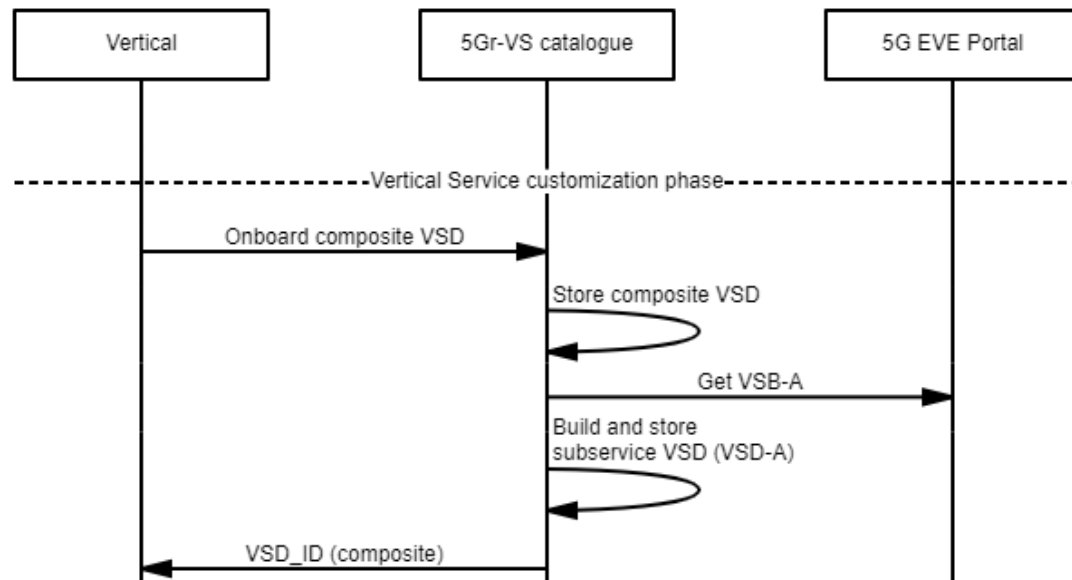 Vertical
5Gr-VS catalogue
5G EVE Portal
Vertical Service customization phase
Onboard composite VSD
Store composite VSD
Get VSB-A
Build and store
subservice VSD (VSD-A)
VSD_ID (composite)